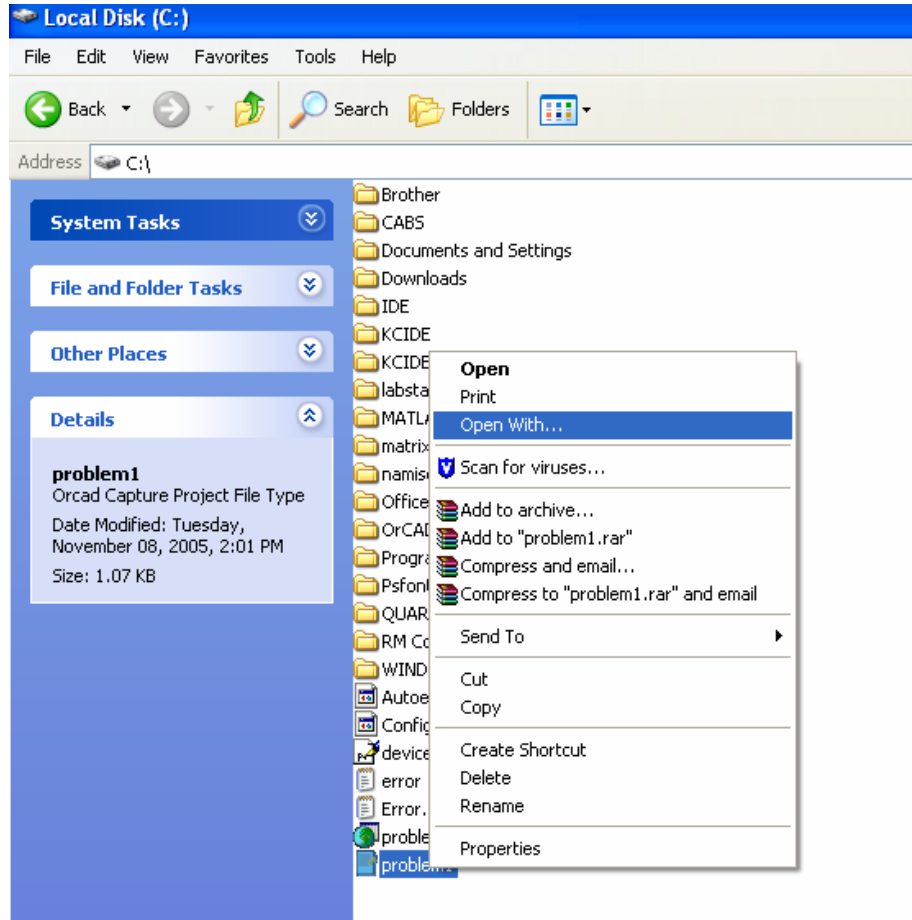 Local Disk (C:)
File Edit View Favorites Tools Help
Back Search Folders
Address C:\
System Tasks
File and Folder Tasks
Other Places
Details
problem1
Orcad Capture Project File Type
Date Modified: Tuesday,
November 08, 2005, 2:01 PM
Size: 1.07 KB
Brother
CABS
Documents and Settings
Downloads
IDE
KCIDE
KCIDE
labsta
MATL
matrix
namis
Office
OrCA
Progra
Psfont
QUAR
RM Co
WIND
Autoe
Config
device
error
Error.
proble
problem1
Open
Print
Open With...
Scan for viruses...
Add to archive...
Add to "problem1.rar"
Compress and email...
Compress to "problem1.rar" and email
Send To
Cut
Copy
Create Shortcut
Delete
Rename
Properties